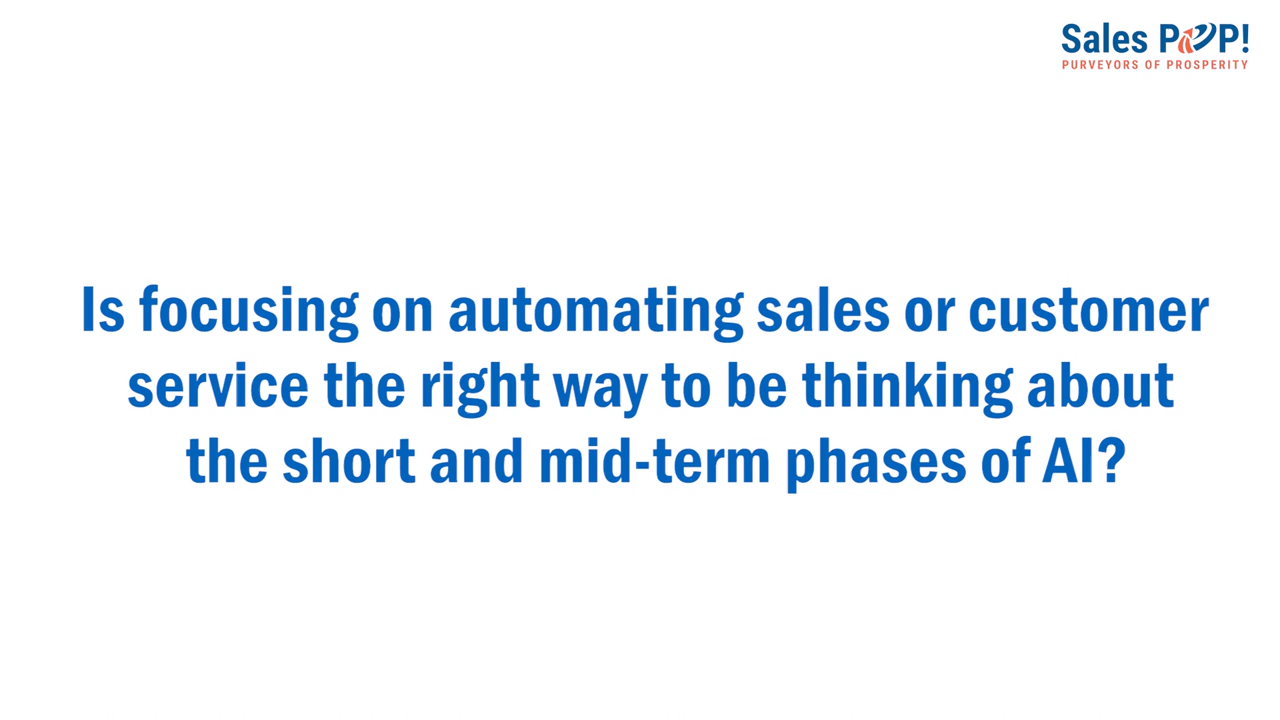 Sales POP!
PURVEYORS OF PROSPERITY
Is focusing on automating sales or customer
service the right way to be thinking about
the short and mid-term phases of AI?